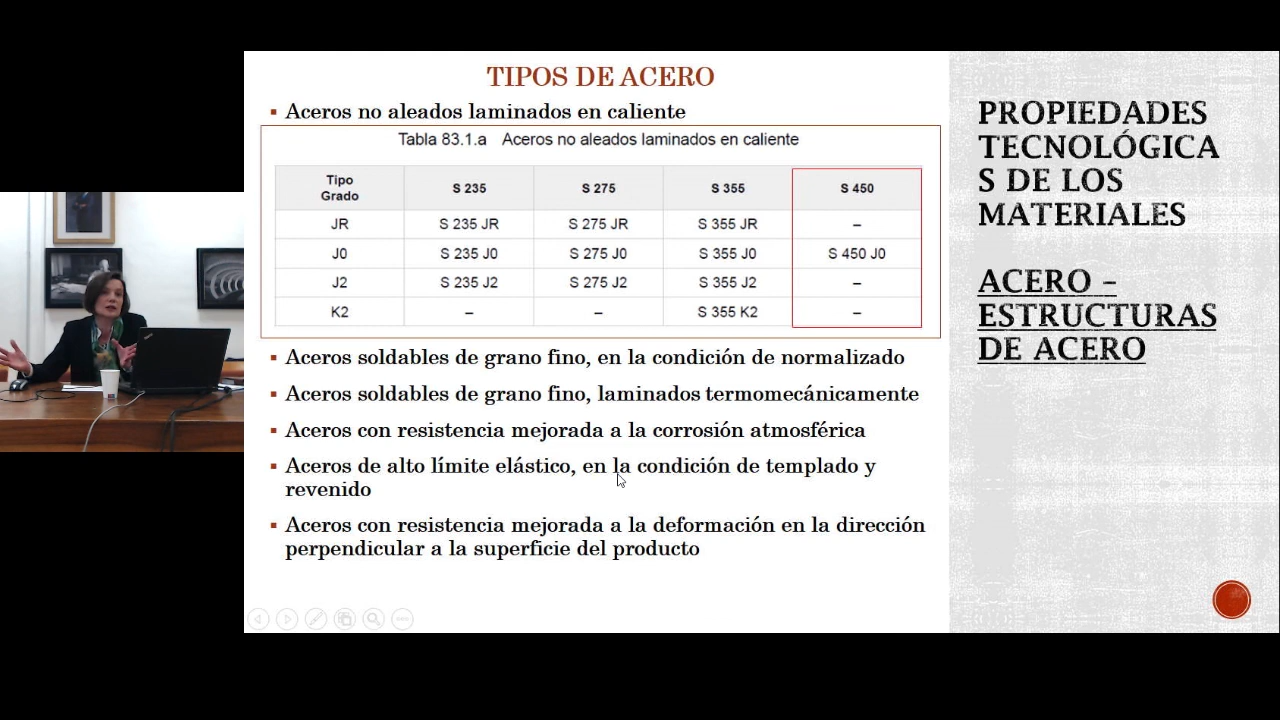 TIPOS DE ACERO
▪ Aceros no aleados laminados en caliente
Tabla 83.1.a Aceros no aleados laminados en caliente
Tipo
Grado S 235 S 275 S 355 S 450
JR S 235 JR S 275 JR S 355 JR –
J0 S 235 J0 S 275 J0 S 355 J0 S 450 J0
J2 S 235 J2 S 275 J2 S 355 J2 –
K2 – – S 355 K2 –
▪ Aceros soldables de grano fino, en la condición de normalizado
▪ Aceros soldables de grano fino, laminados termomecánicamente
▪ Aceros con resistencia mejorada a la corrosión atmosférica
▪ Aceros de alto límite elástico, en la condición de templado y
revenido
▪ Aceros con resistencia mejorada a la deformación en la dirección
perpendicular a la superficie del producto
PROPIEDADES
TECNOLÓGICA
S DE LOS
MATERIALES
ACERO –
ESTRUCTURAS
DE ACERO